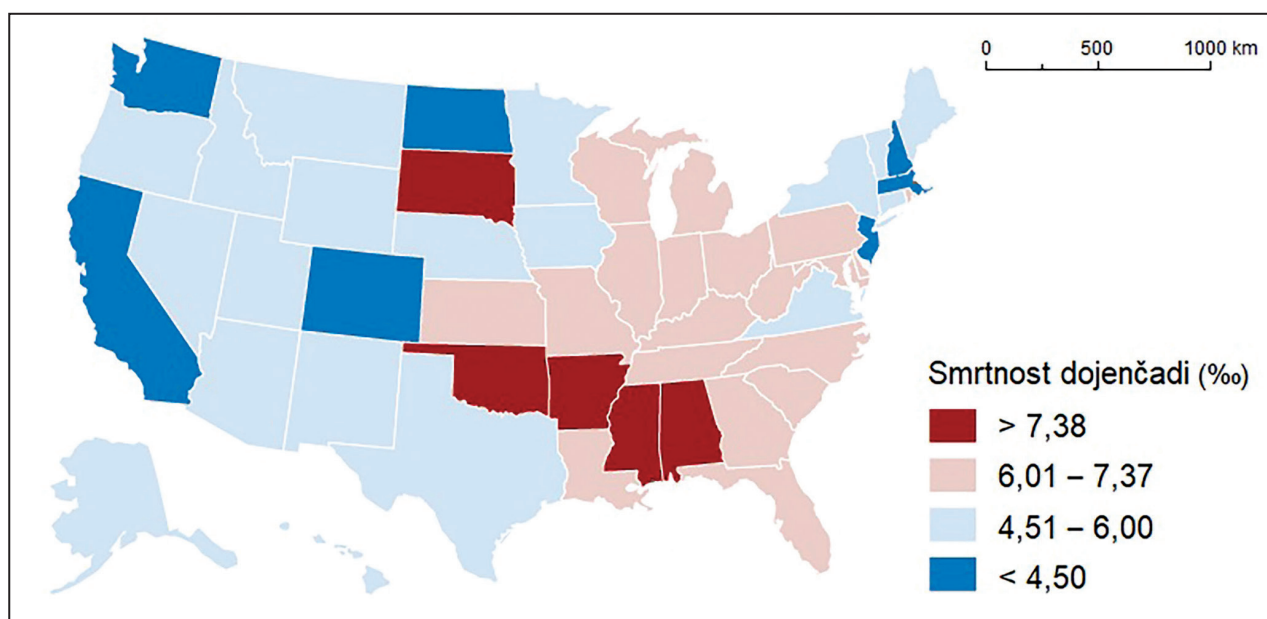 0 500 1000 km
Smrtnost dojenčadi (‰)
> 7,38
6,01 – 7,37
4,51 – 6,00
< 4,50